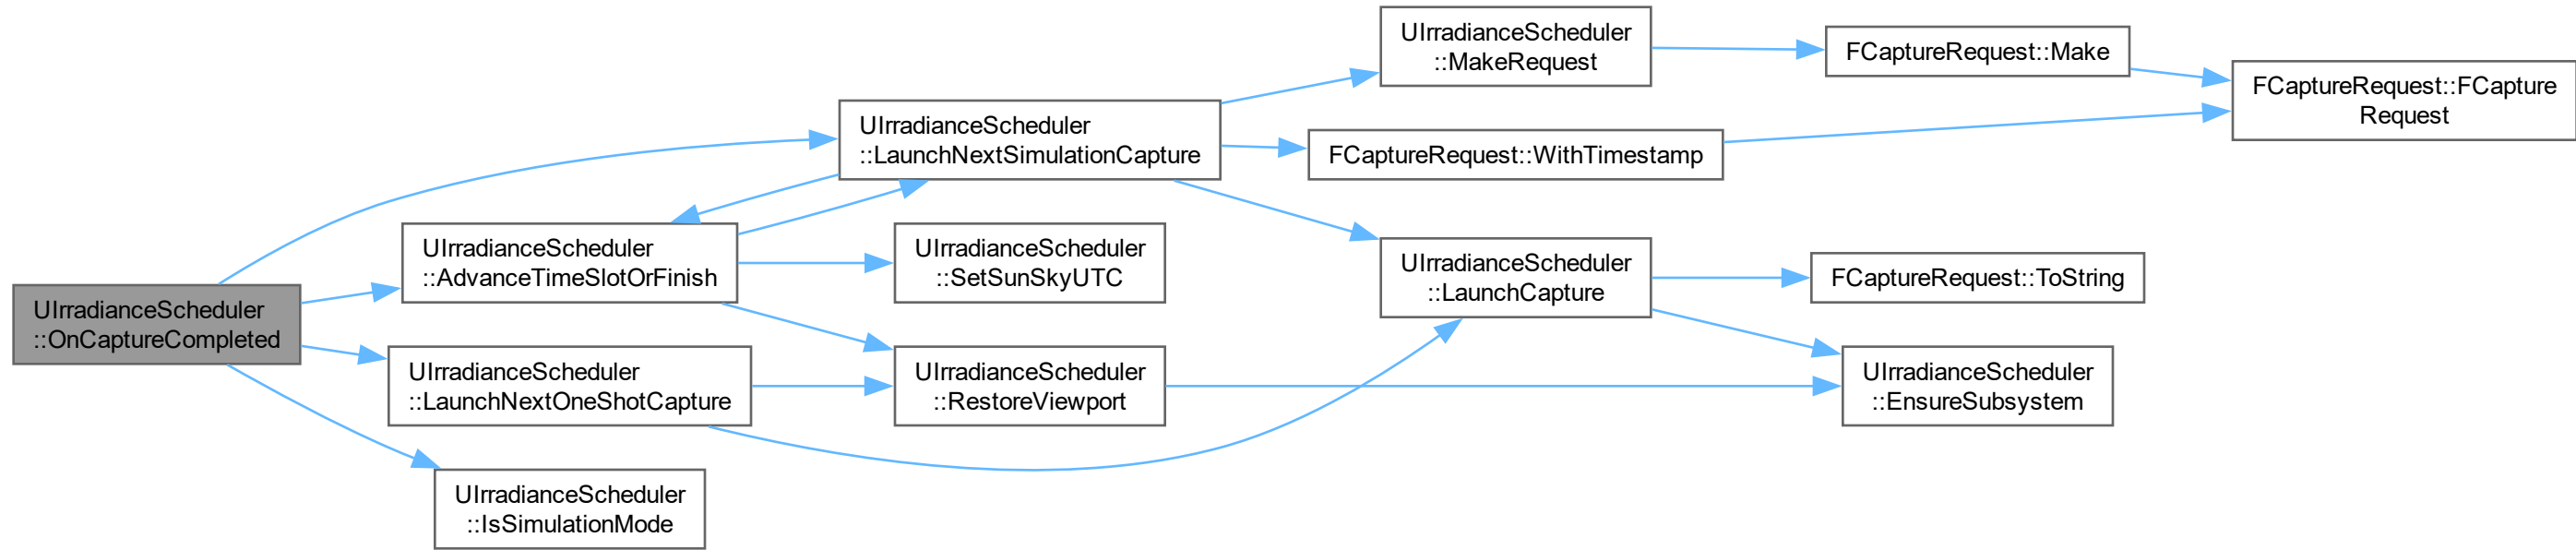 UIrradianceScheduler
::OnCaptureCompleted
UIrradianceScheduler
::AdvanceTimeSlotOrFinish
UIrradianceScheduler
::LaunchNextOneShotCapture
UIrradianceScheduler
::IsSimulationMode
UIrradianceScheduler
::LaunchNextSimulationCapture
UIrradianceScheduler
::SetSunSkyUTC
UIrradianceScheduler
::RestoreViewport
UIrradianceScheduler
::MakeRequest
FCaptureRequest::WithTimestamp
UIrradianceScheduler
::LaunchCapture
FCaptureRequest::Make
FCaptureRequest::ToString
UIrradianceScheduler
::EnsureSubsystem
FCaptureRequest::FCapture
Request